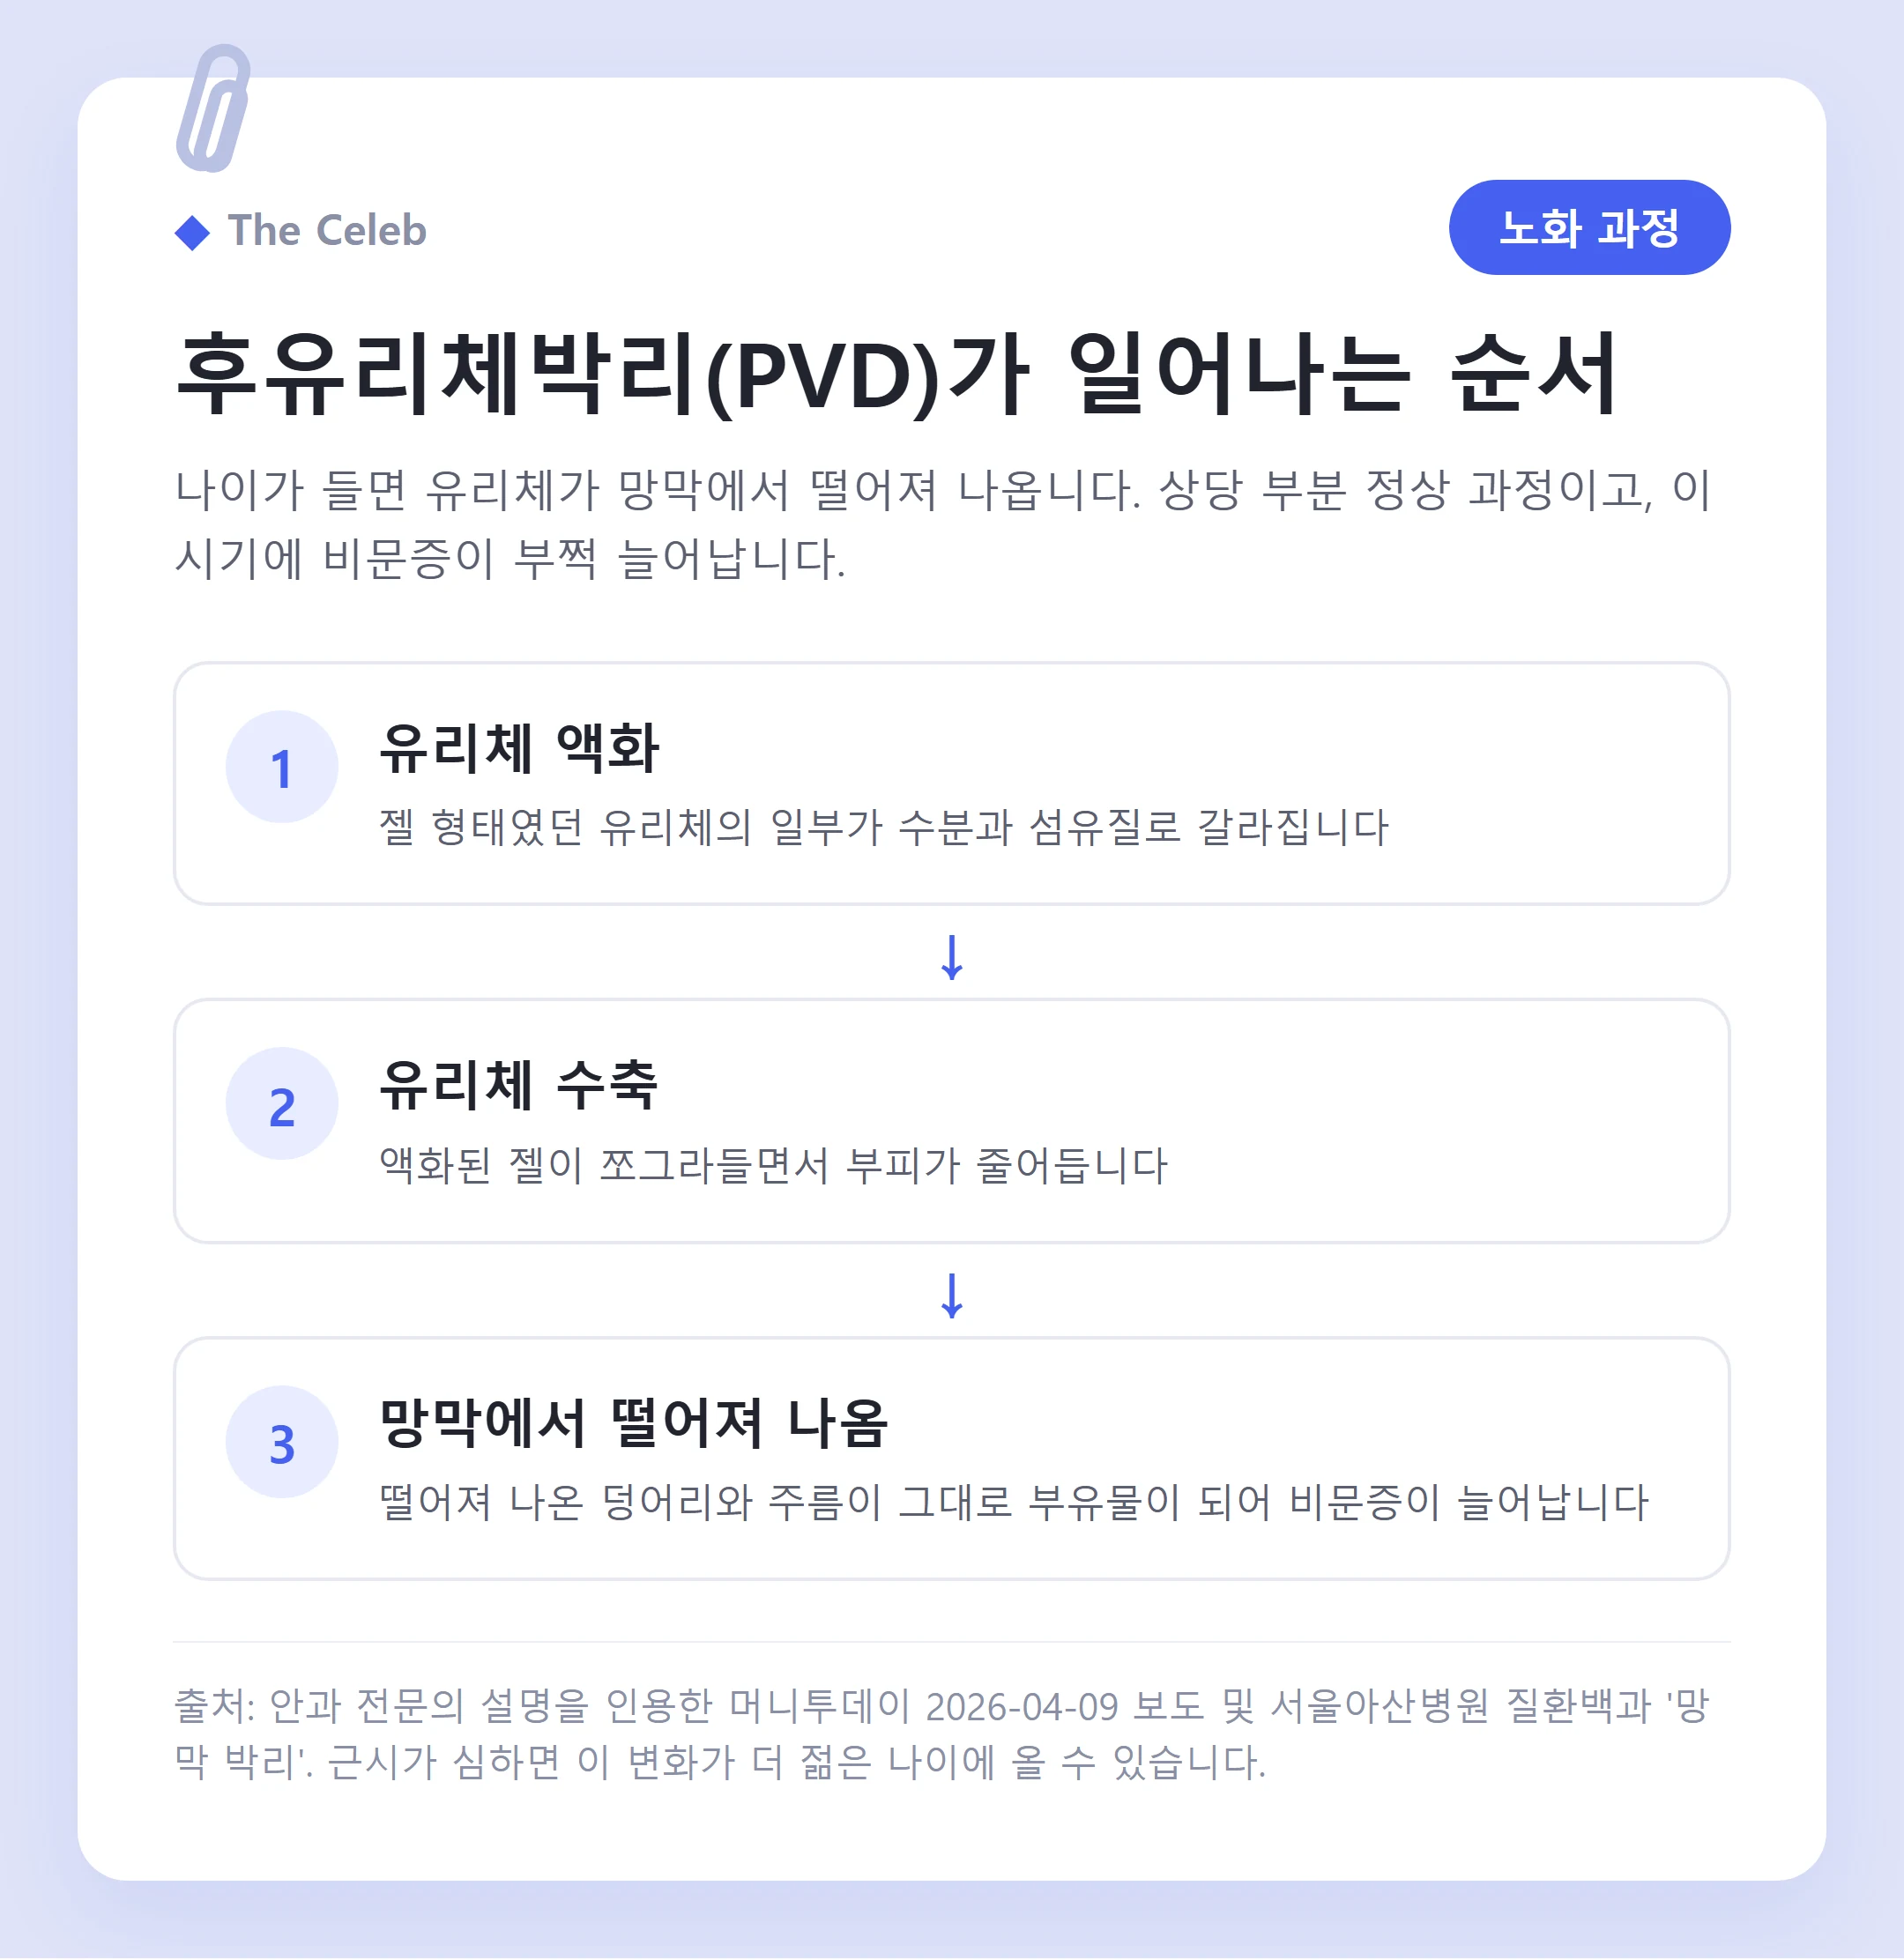 The Celeb
노화 과정
후유리체박리(PVD)가 일어나는 순서
나이가 들면 유리체가 망막에서 떨어져 나옵니다. 상당 부분 정상 과정이고, 이
시기에 비문증이 부쩍 늘어납니다.
1
유리체 액화
젤 형태였던 유리체의 일부가 수분과 섬유질로 갈라집니다
↓
2
유리체 수축
액화된 젤이 쪼그라들면서 부피가 줄어듭니다
↓
3
망막에서 떨어져 나옴
떨어져 나온 덩어리와 주름이 그대로 부유물이 되어 비문증이 늘어납니다
출처: 안과 전문의 설명을 인용한 머니투데이 2026-04-09 보도 및 서울아산병원 질환백과 '망
막 박리'. 근시가 심하면 이 변화가 더 젊은 나이에 올 수 있습니다.